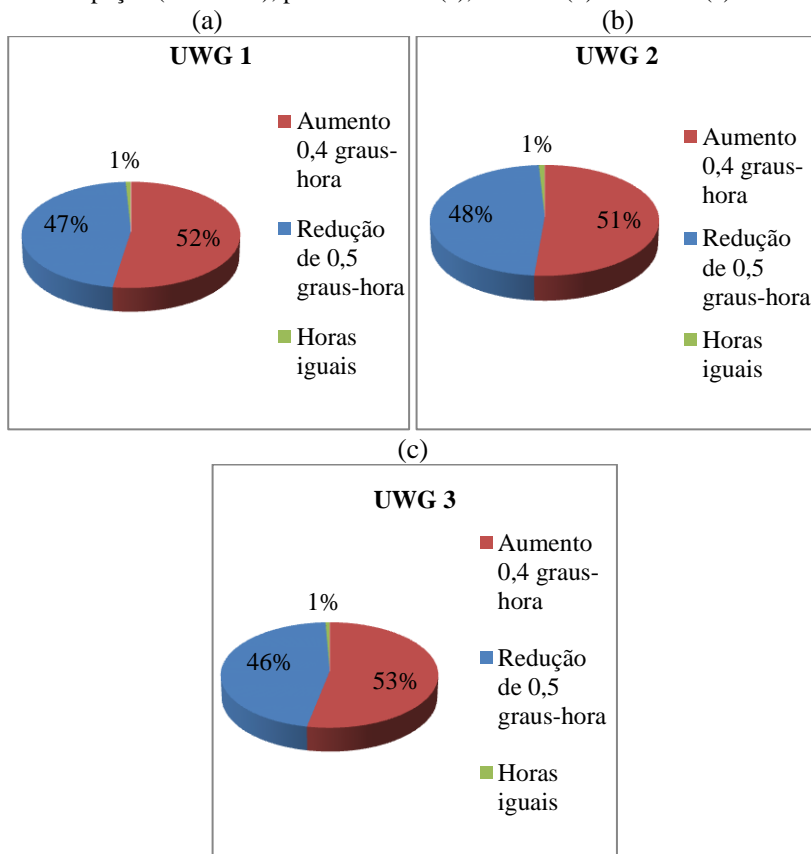 (a)
(b)
UWG 1
Aumento
0,4 graus-
hora
Redução
de 0,5
graus-hora
Horas
iguais
1%
47%
52%
UWG 2
Aumento
0,4 graus-
hora
Redução
de 0,5
graus-hora
Horas
iguais
1%
48%
51%
(c)
UWG 3
Aumento
0,4 graus-
hora
Redução
de 0,5
graus-hora
Horas
iguais
1%
46%
53%